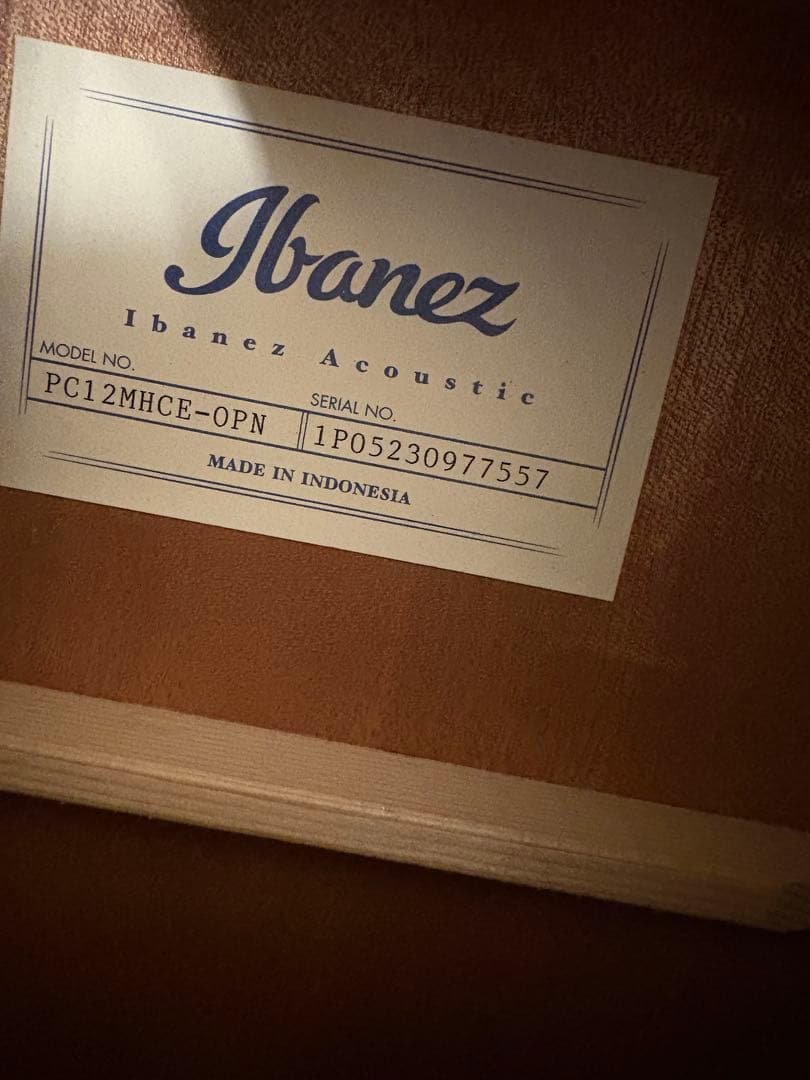 Ibanez
Ibanez Acoustic
MODEL NO.
PC12MHCE-OPN
SERIAL NO.
1P05230977557
MADE IN INDONESIA